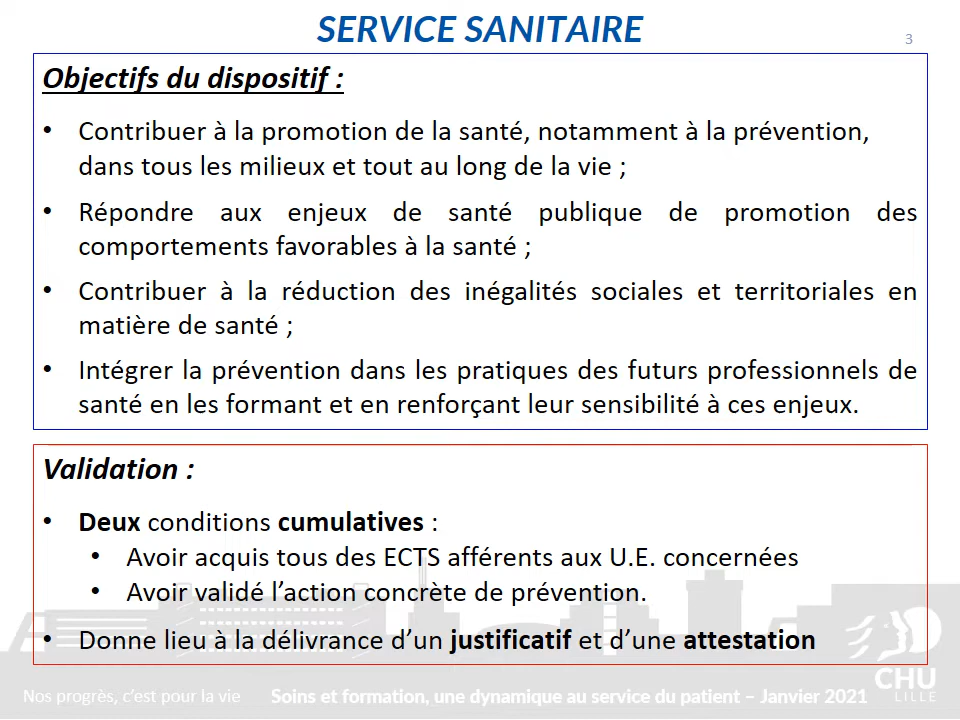 SERVICE SANITAIRE
3
Objectifs du dispositif :
• Contribuer à la promotion de la santé, notamment à la prévention,
dans tous les milieux et tout au long de la vie ;
• Répondre aux enjeux de santé publique de promotion des
comportements favorables à la santé ;
• Contribuer à la réduction des inégalités sociales et territoriales en
matière de santé ;
• Intégrer la prévention dans les pratiques des futurs professionnels de
santé en les formant et en renforçant leur sensibilité à ces enjeux.
Validation :
• Deux conditions cumulatives :
• Avoir acquis tous des ECTS afférents aux U.E. concernées
• Avoir validé l’action concrète de prévention.
• Donne lieu à la délivrance d’un justificatif et d’une attestation
Nos progrès, c’est pour la vie
Soins et formation, une dynamique au service du patient – Janvier 2021
CHU
LILLE